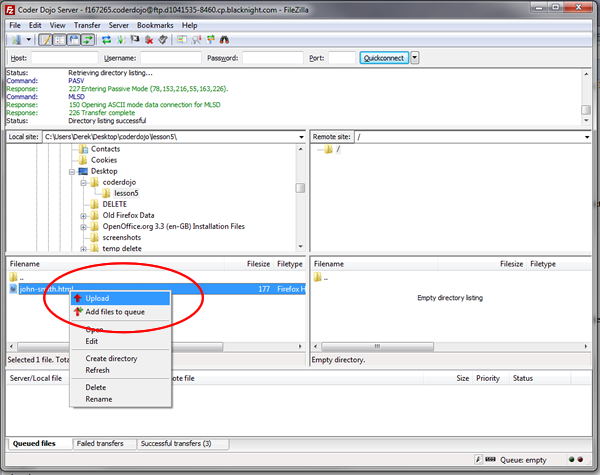 Coder Dojo Server - f167265.coderdojo@ftp.d1041535-8460.cp.blacknight.com - FileZilla
File Edit View Transfer Server Bookmarks Help
Host: Username: Password: Port: Quickconnect
Status: Retrieving directory listing...
Command: PASV
Response: 227 Entering Passive Mode (78,153,216,55,163,226).
Command: MLSD
Response: 150 Opening ASCII mode data connection for MLSD
Response: 226 Transfer complete
Status: Directory listing successful
Local site: C:\Users\Derek\Desktop\coderdojo\lesson5\ Remote site: /
Contacts /
Cookies
Desktop
coderdojo
lesson5
DELETE
Old Firefox Data
OpenOffice.org 3.3 (en-GB) Installation Files
screenshots
temp delete
Filename Filesize Filetype Filename Filesize Filetype
.. ..
john-smith.html 177 Firefox H
Upload Empty directory listing
Add files to queue
Open
Edit
Selected 1 file. Tota Empty directory.
Create directory
Refresh
Server/Local file ote file Size Priority Status
Delete
Rename
Queued files Failed transfers Successful transfers (3)
Queue: empty